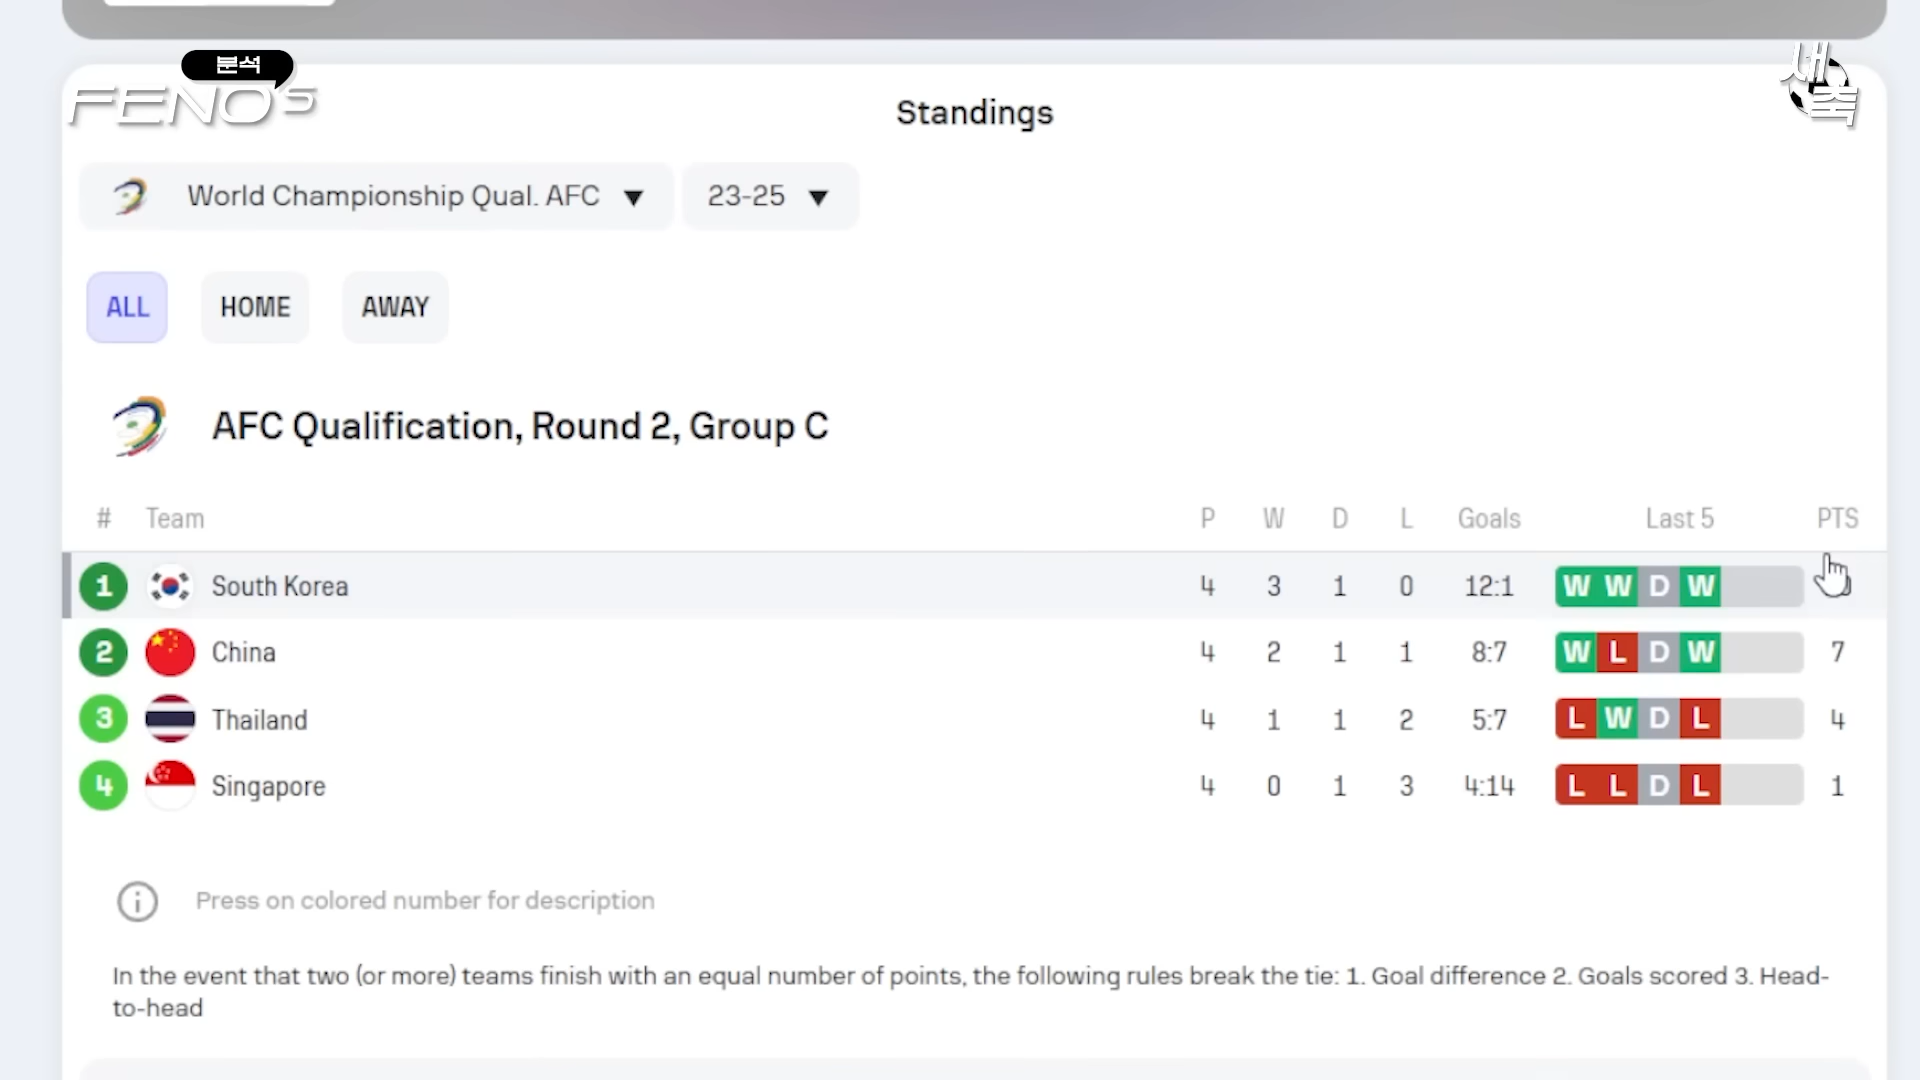 분석
FENO'S
세축
Standings
World Championship Qual. AFC ▼ 23-25 ▼
ALL HOME AWAY
AFC Qualification, Round 2, Group C
# Team P W D L Goals Last 5 PTS
1 South Korea 4 3 1 0 12:1 W W D W
2 China 4 2 1 1 8:7 W L D W 7
3 Thailand 4 1 1 2 5:7 L W D L 4
4 Singapore 4 0 1 3 4:14 L L D L 1
Press on colored number for description
In the event that two (or more) teams finish with an equal number of points, the following rules break the tie: 1. Goal difference 2. Goals scored 3. Head-
to-head